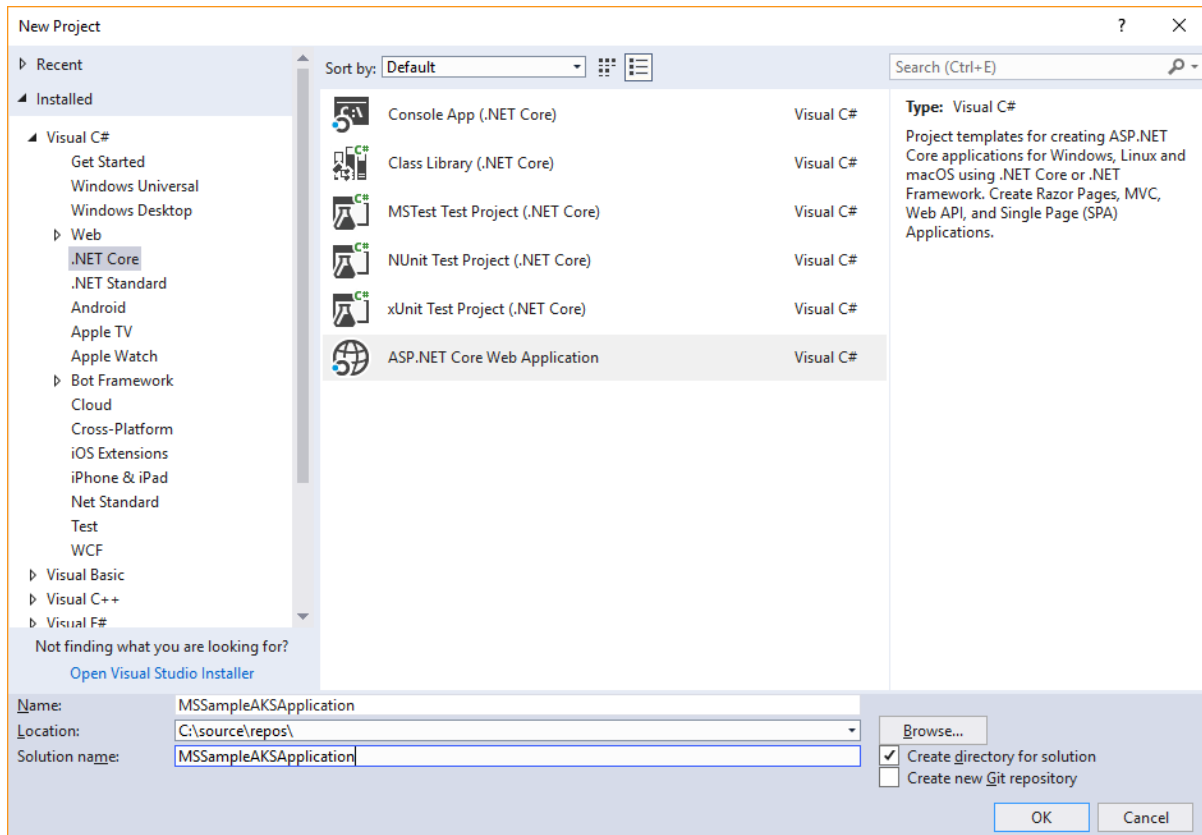 New Project
Recent
Installed
Visual C#
Get Started
Windows Universal
Windows Desktop
Web
.NET Core
.NET Standard
Android
Apple TV
Apple Watch
Bot Framework
Cloud
Cross-Platform
iOS Extensions
iPhone & iPad
Net Standard
Test
WCF
Visual Basic
Visual C++
Visual F#
Not finding what you are looking for?
Open Visual Studio Installer
Sort by: Default
Console App (.NET Core) Visual C#
Class Library (.NET Core) Visual C#
MSTest Test Project (.NET Core) Visual C#
NUnit Test Project (.NET Core) Visual C#
xUnit Test Project (.NET Core) Visual C#
ASP.NET Core Web Application Visual C#
Search (Ctrl+E)
Type: Visual C#
Project templates for creating ASP.NET
Core applications for Windows, Linux and
macOS using .NET Core or .NET
Framework. Create Razor Pages, MVC,
Web API, and Single Page (SPA)
Applications.
Name: MSSampleAKSApplication
Location: C:\source\repos\
Browse...
Solution name: MSSampleAKSApplication
Create directory for solution
Create new Git repository
OK Cancel